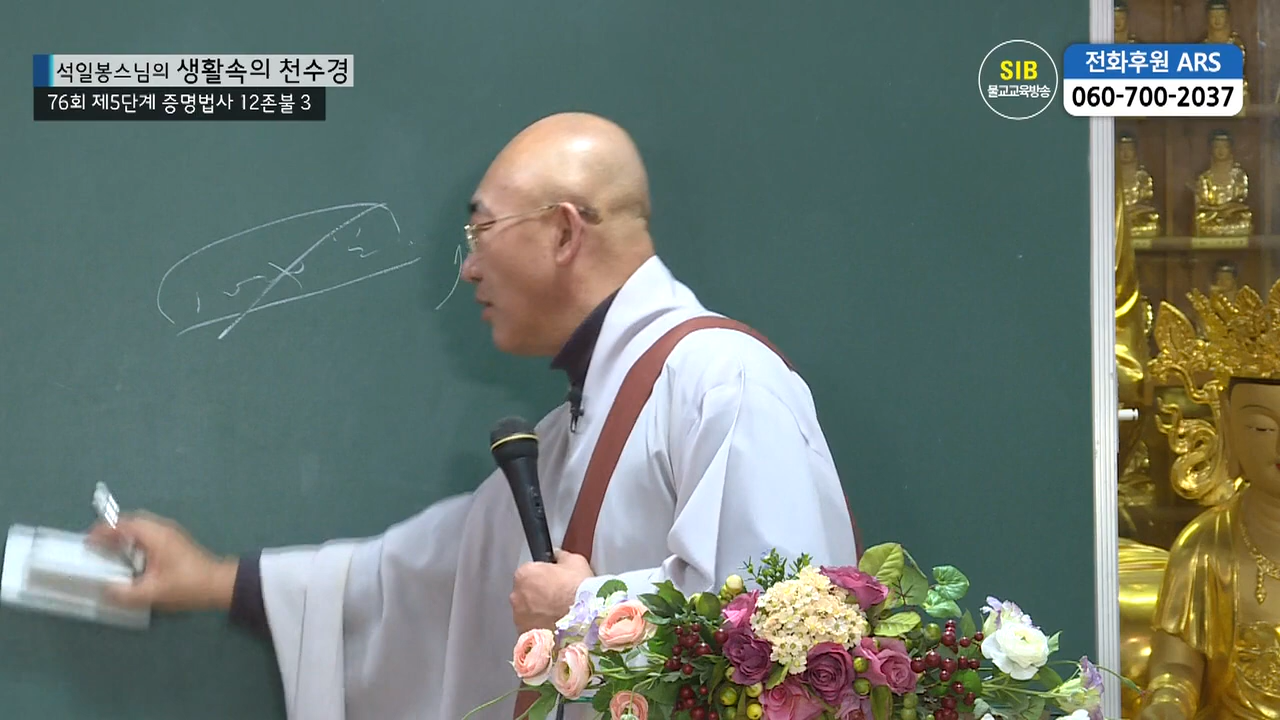 석일봉스님의 생활속의 천수경
76회 제5단계 증명법사 12존불 3
SIB
불교교육방송
전화후원 ARS
060-700-2037